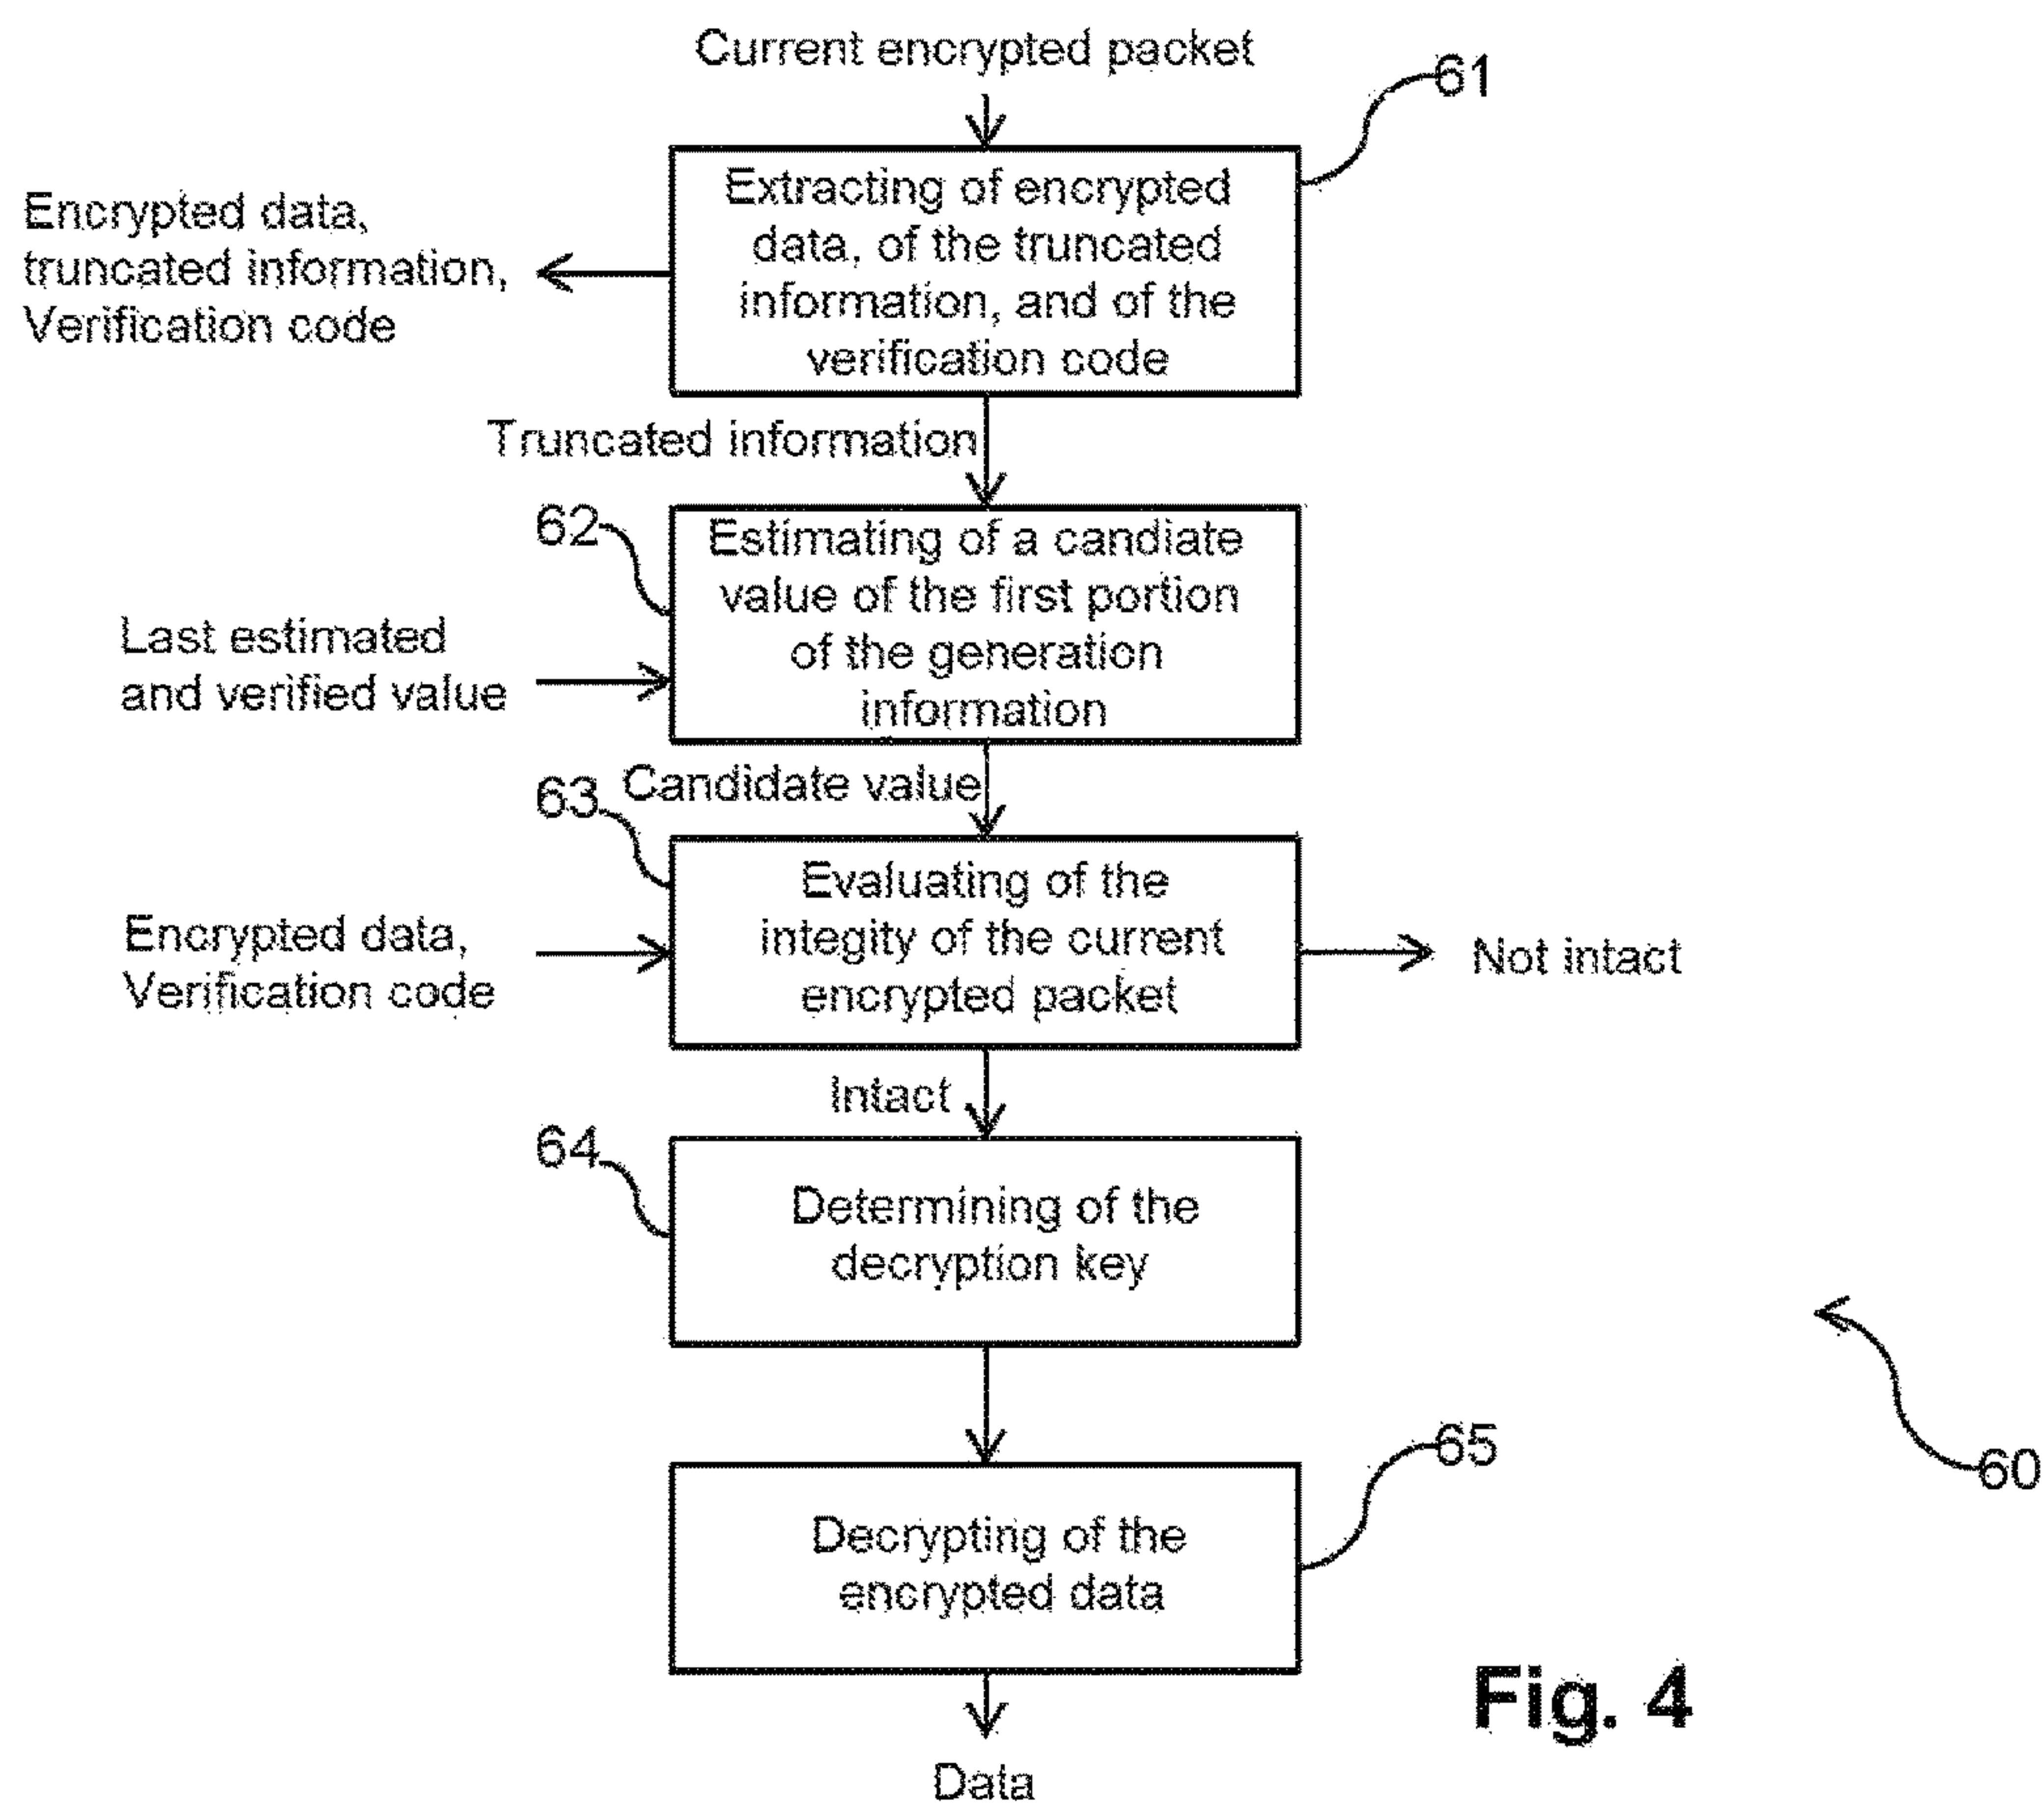 Current encrypted packet
61
Extracting of encrypted
data, of the truncated
information, and of the
verification code
Encrypted data,
truncated information,
Verification code
Truncated information
62
Estimating of a candiate
value of the first portion
of the generation
information
Last estimated
and verified value
Candidate value
63
Evaluating of the
integity of the current
encrypted packet
Encrypted data,
Verification code
Not intact
Intact
64
Determining of the
decryption key
65
Decrypting of the
encrypted data
60
Data
Fig. 4